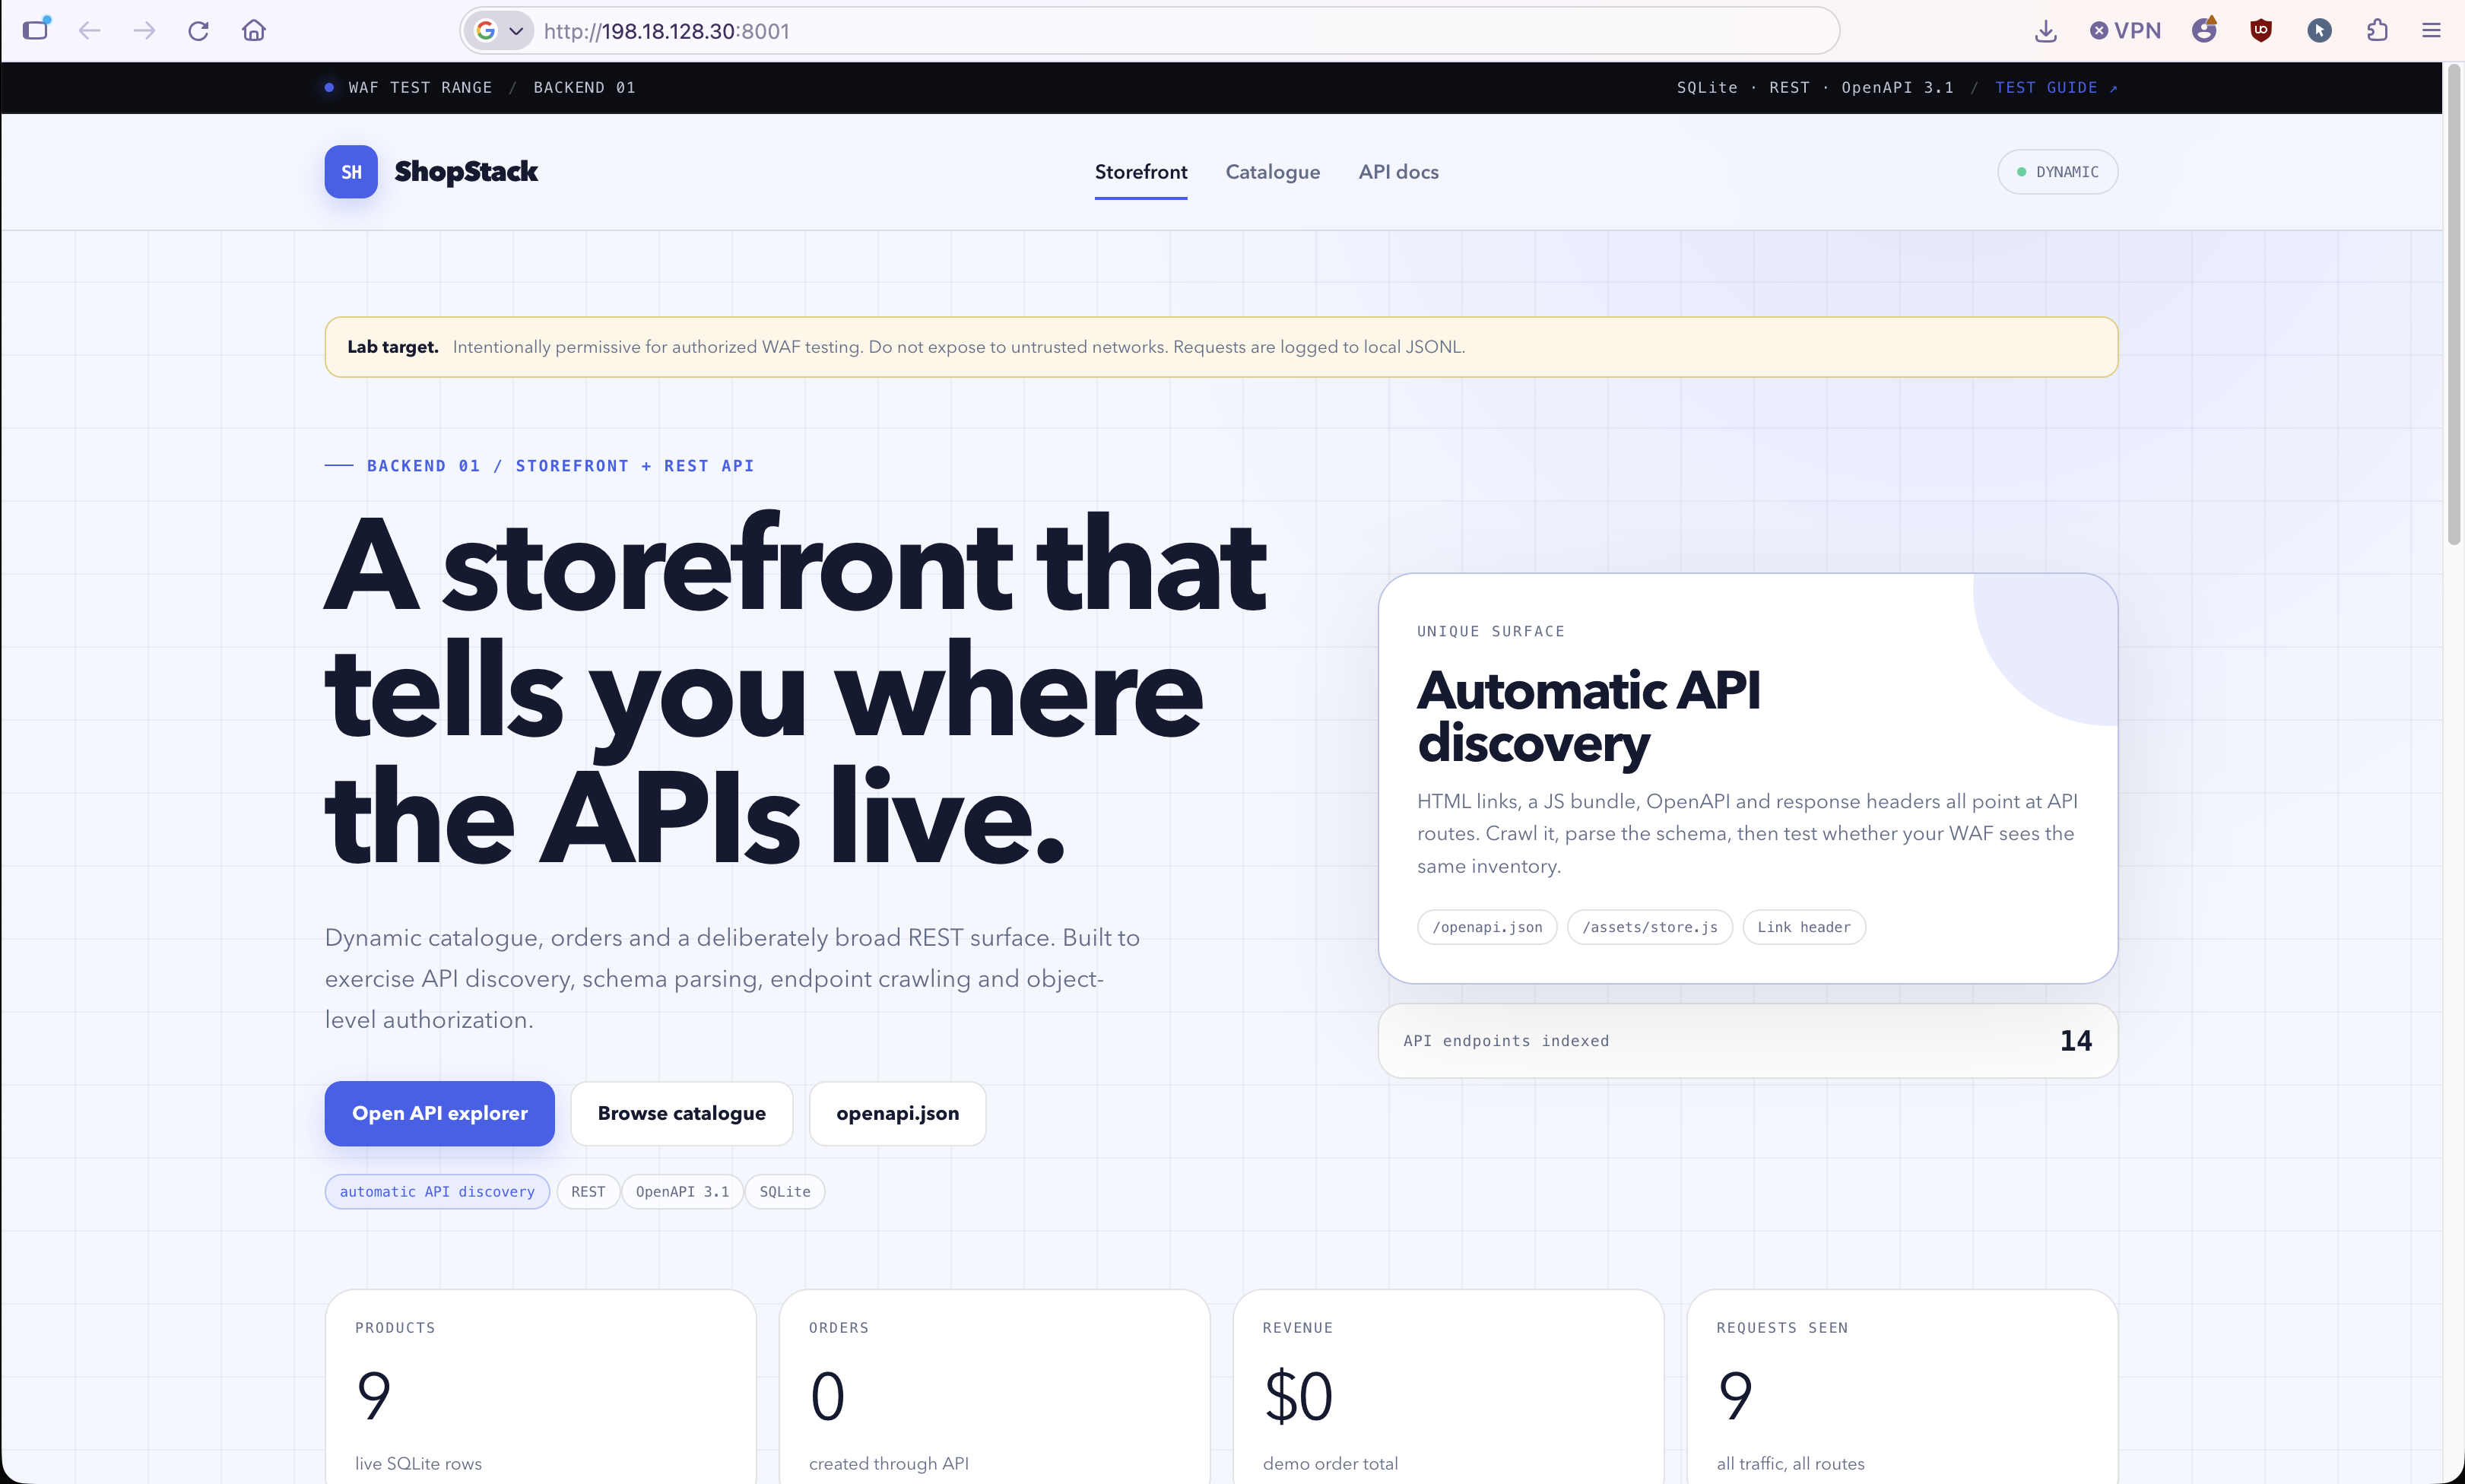 http://198.18.128.30:8001
VPN
WAF TEST RANGE / BACKEND 01
SQLite · REST · OpenAPI 3.1 / TEST GUIDE ↗
SH
ShopStack
Storefront
Catalogue
API docs
DYNAMIC
Lab target. Intentionally permissive for authorized WAF testing. Do not expose to untrusted networks. Requests are logged to local JSONL.
BACKEND 01 / STOREFRONT + REST API
A storefront that
tells you where
the APIs live.
Dynamic catalogue, orders and a deliberately broad REST surface. Built to
exercise API discovery, schema parsing, endpoint crawling and object-
level authorization.
Open API explorer
Browse catalogue
openapi.json
automatic API discovery
REST
OpenAPI 3.1
SQLite
UNIQUE SURFACE
Automatic API
discovery
HTML links, a JS bundle, OpenAPI and response headers all point at API
routes. Crawl it, parse the schema, then test whether your WAF sees the
same inventory.
/openapi.json
/assets/store.js
Link header
API endpoints indexed
14
PRODUCTS
9
live SQLite rows
ORDERS
0
created through API
REVENUE
$0
demo order total
REQUESTS SEEN
9
all traffic, all routes